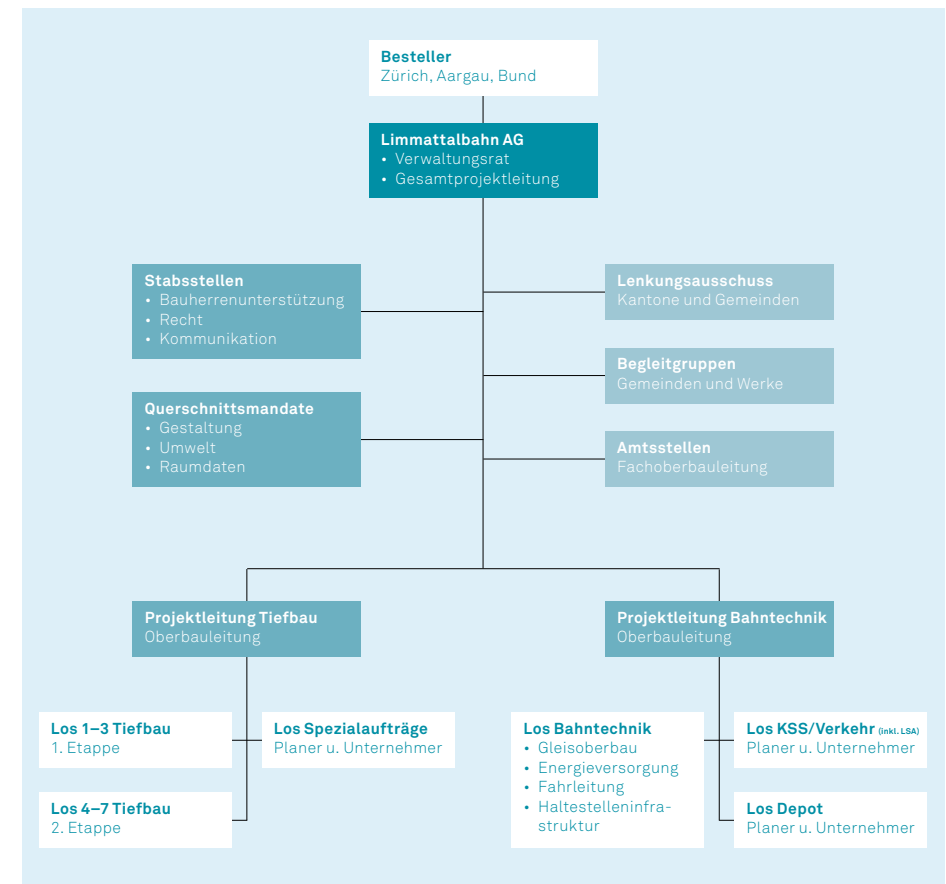 Besteller
Zürich, Aargau, Bund
Limmattalbahn AG
• Verwaltungsrat
• Gesamtprojektleitung
Stabsstellen
• Bauherrenunterstützung
• Recht
• Kommunikation
Lenkungsausschuss
Kantone und Gemeinden
Begleitgruppen
Gemeinden und Werke
Querschnittsmandate
• Gestaltung
• Umwelt
• Raumdaten
Amtsstellen
Fachoberbauleitung
Projektleitung Tiefbau
Oberbauleitung
Projektleitung Bahntechnik
Oberbauleitung
Los 1–3 Tiefbau
1. Etappe
Los Spezialaufträge
Planer u. Unternehmer
Los 4–7 Tiefbau
2. Etappe
Los Bahntechnik
• Gleisoberbau
• Energieversorgung
• Fahrleitung
• Haltestelleninfra-
struktur
Los KSS/Verkehr (inkl. LSA)
Planer u. Unternehmer
Los Depot
Planer u. Unternehmer